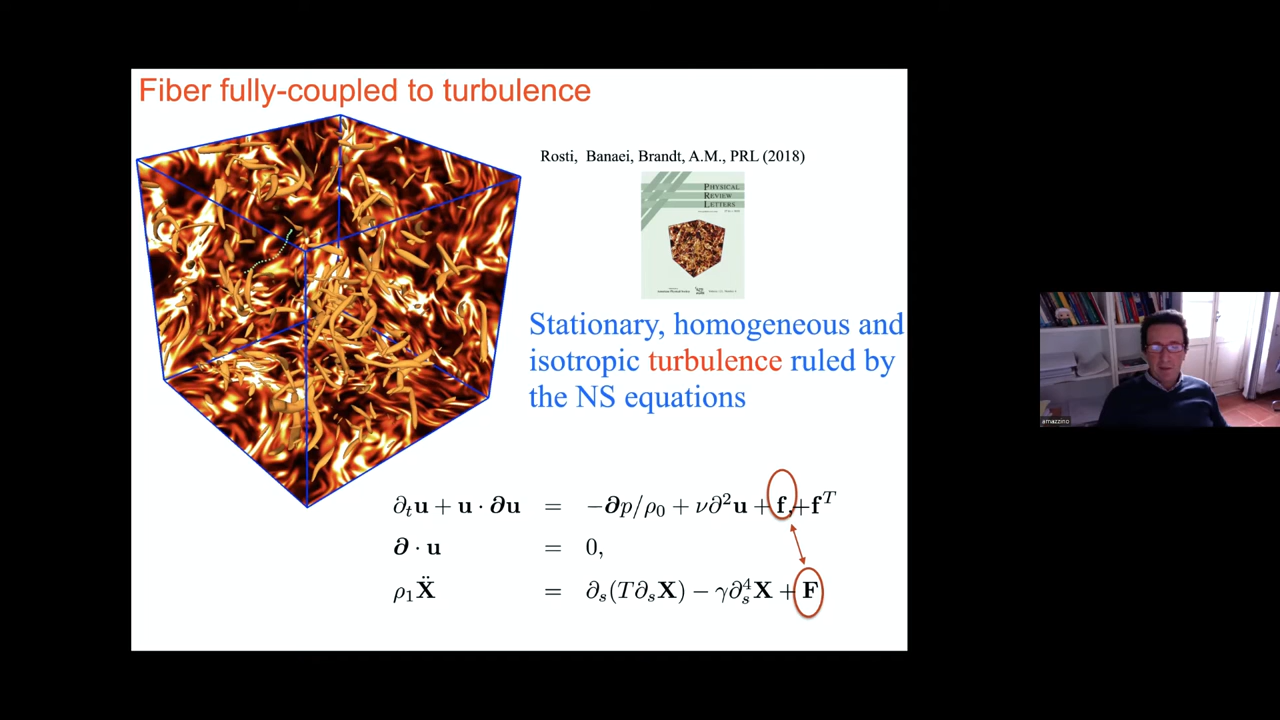 Fiber fully-coupled to turbulence
Rosti, Banaei, Brandt, A.M., PRL (2018)
PHYSICAL
REVIEW
LETTERS
Stationary, homogeneous and
isotropic turbulence ruled by
the NS equations
∂ₜu + u · ∂u = −∂p/ρ₀ + ν∂²u + f, + fᵀ
∂ · u = 0,
ρ₁Ẍ = ∂ₛ(T∂ₛX) − γ∂ₛ⁴X + F
amazzino